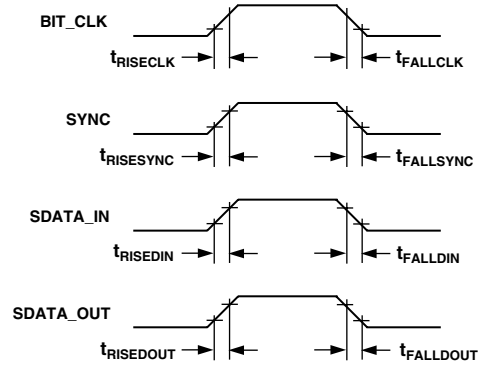 BIT_CLK
tRISECLK tFALLCLK
SYNC
tRISESYNC tFALLSYNC
SDATA_IN
tRISEDIN tFALLDIN
SDATA_OUT
tRISEDOUT tFALLDOUT